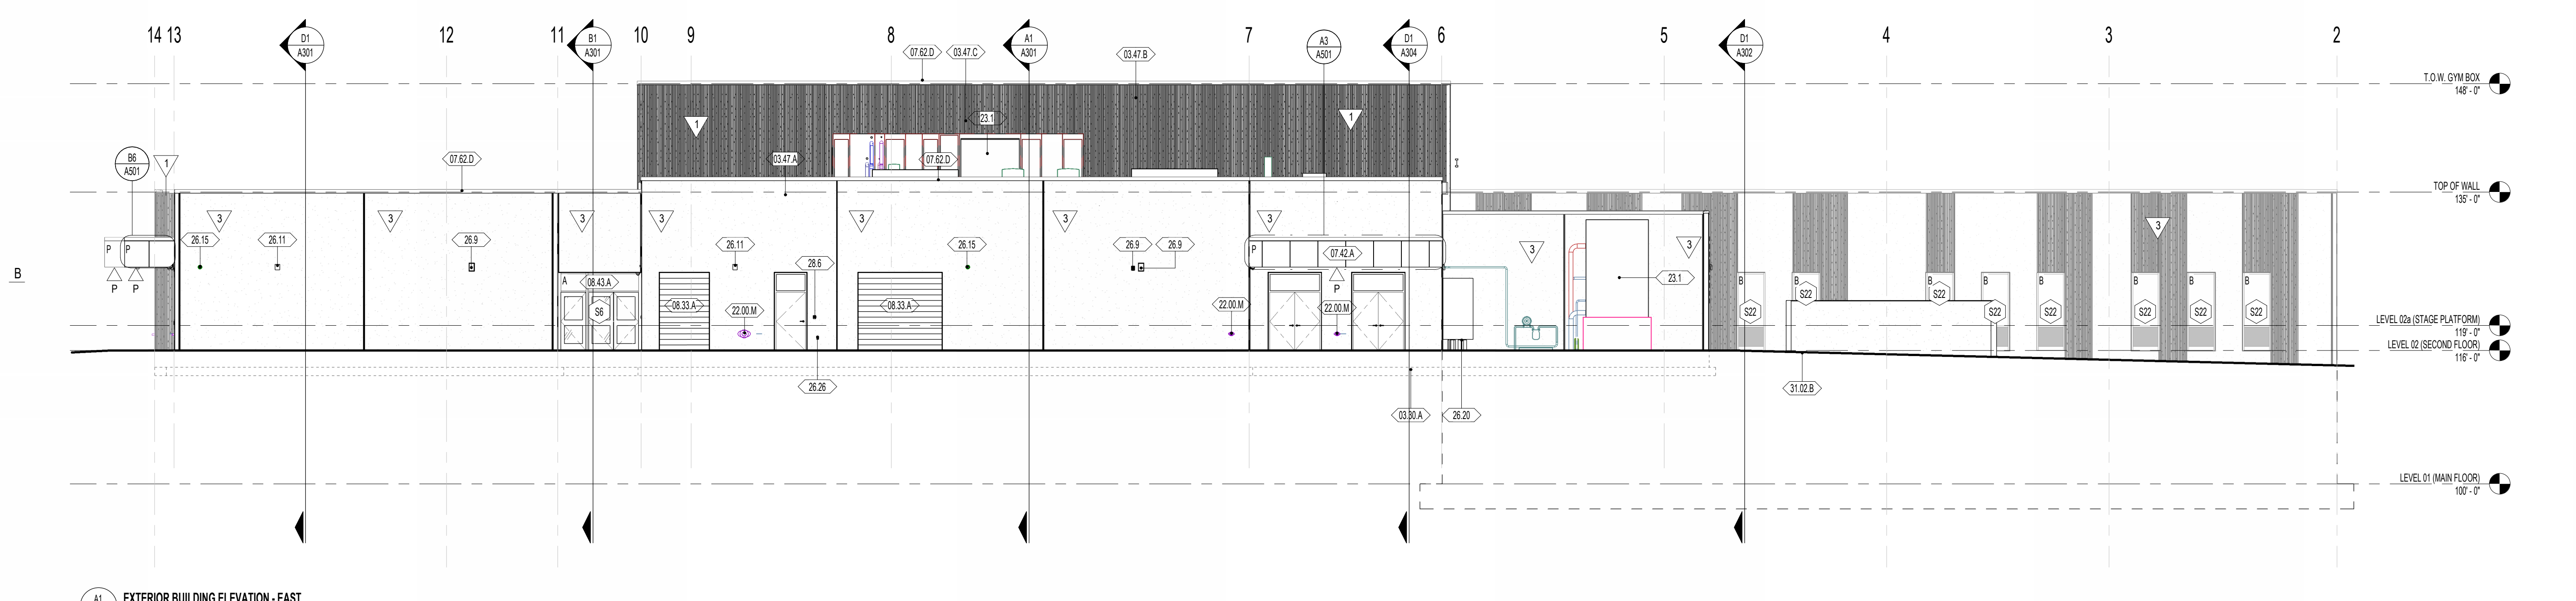 14 13 12 11 10 9 8 7 6 5 4 3 2
D1
A301
B1
A301
A1
A301
A3
A501
D1
A304
D1
A302
07.62.D 03.47.C 03.47.B
T.O.W. GYM BOX
148' - 0"
1 23.1 1
B6
A501
1 07.62.D 03.47.A 07.62.D
TOP OF WALL
135' - 0"
3 3 3 3 3 3 3 3 3 3
26.15 26.11 26.9 26.11 26.15 26.9 26.9
P P P 07.42.A
28.6
B
A 08.43.A 23.1
P P P
B B B B B B B B
S6 S22 S22 S22 S22 S22 S22 S22 S22
08.33.A 22.00.M 08.33.A 22.00.M 22.00.M
LEVEL 02a (STAGE PLATFORM)
119' - 0"
LEVEL 02 (SECOND FLOOR)
116' - 0"
26.26 31.02.B
03.30.A 26.20
LEVEL 01 (MAIN FLOOR)
100' - 0"
A1 EXTERIOR BUILDING ELEVATION - EAST